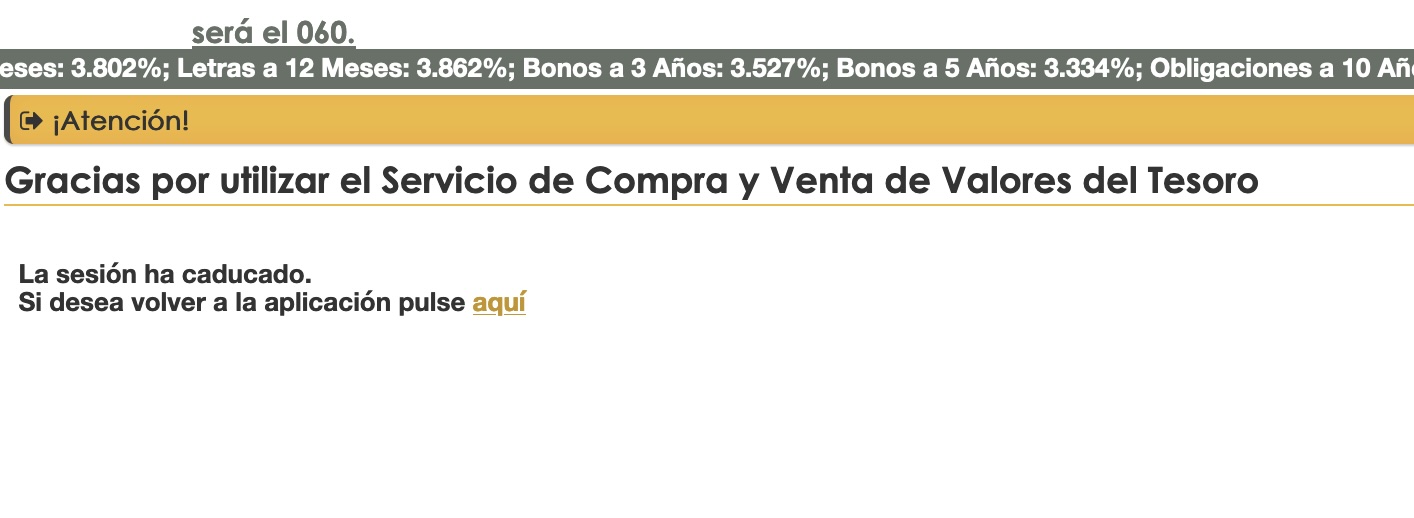 será el 060.
eses: 3.802%; Letras a 12 Meses: 3.862%; Bonos a 3 Años: 3.527%; Bonos a 5 Años: 3.334%; Obligaciones a 10 Añ
¡Atención!
Gracias por utilizar el Servicio de Compra y Venta de Valores del Tesoro
La sesión ha caducado.
Si desea volver a la aplicación pulse aquí